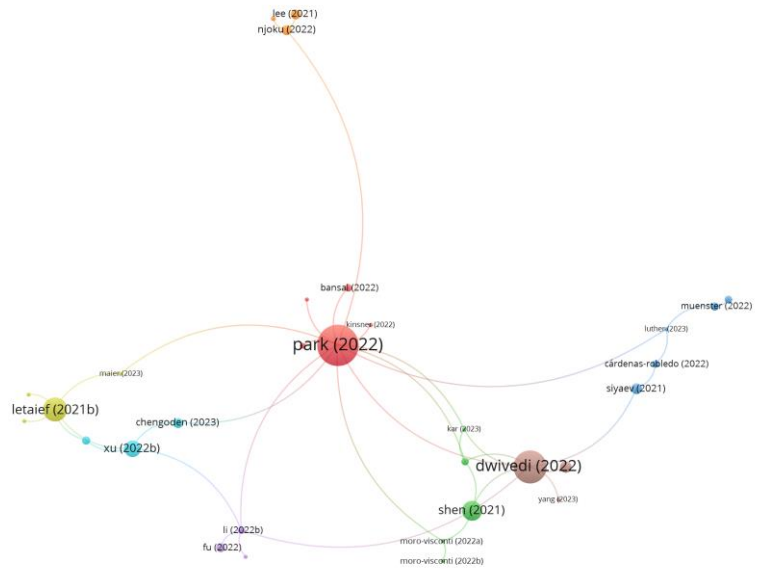 lee (2021)
njoku (2022)
bansal (2022)
kinsner (2022)
park (2022)
muenster (2022)
luther (2023)
cárdenas-robledo (2022)
siyaev (2021)
maier (2023)
letaief (2021b)
chengoden (2023)
xu (2022b)
kar (2023)
dwivedi (2022)
yang (2023)
shen (2021)
li (2022b)
fu (2022)
moro-visconti (2022a)
moro-visconti (2022b)